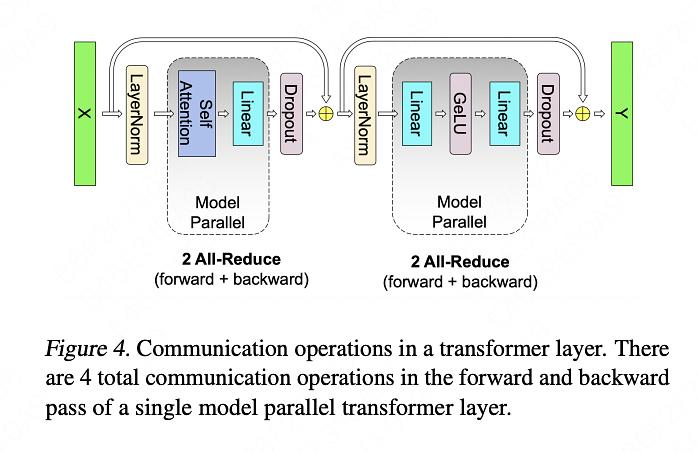 X
LayerNorm
Self
Attention
Linear
Dropout
LayerNorm
Linear
GeLU
Linear
Dropout
Y
Model
Parallel
Model
Parallel
2 All-Reduce
(forward + backward)
2 All-Reduce
(forward + backward)
Figure 4. Communication operations in a transformer layer. There
are 4 total communication operations in the forward and backward
pass of a single model parallel transformer layer.